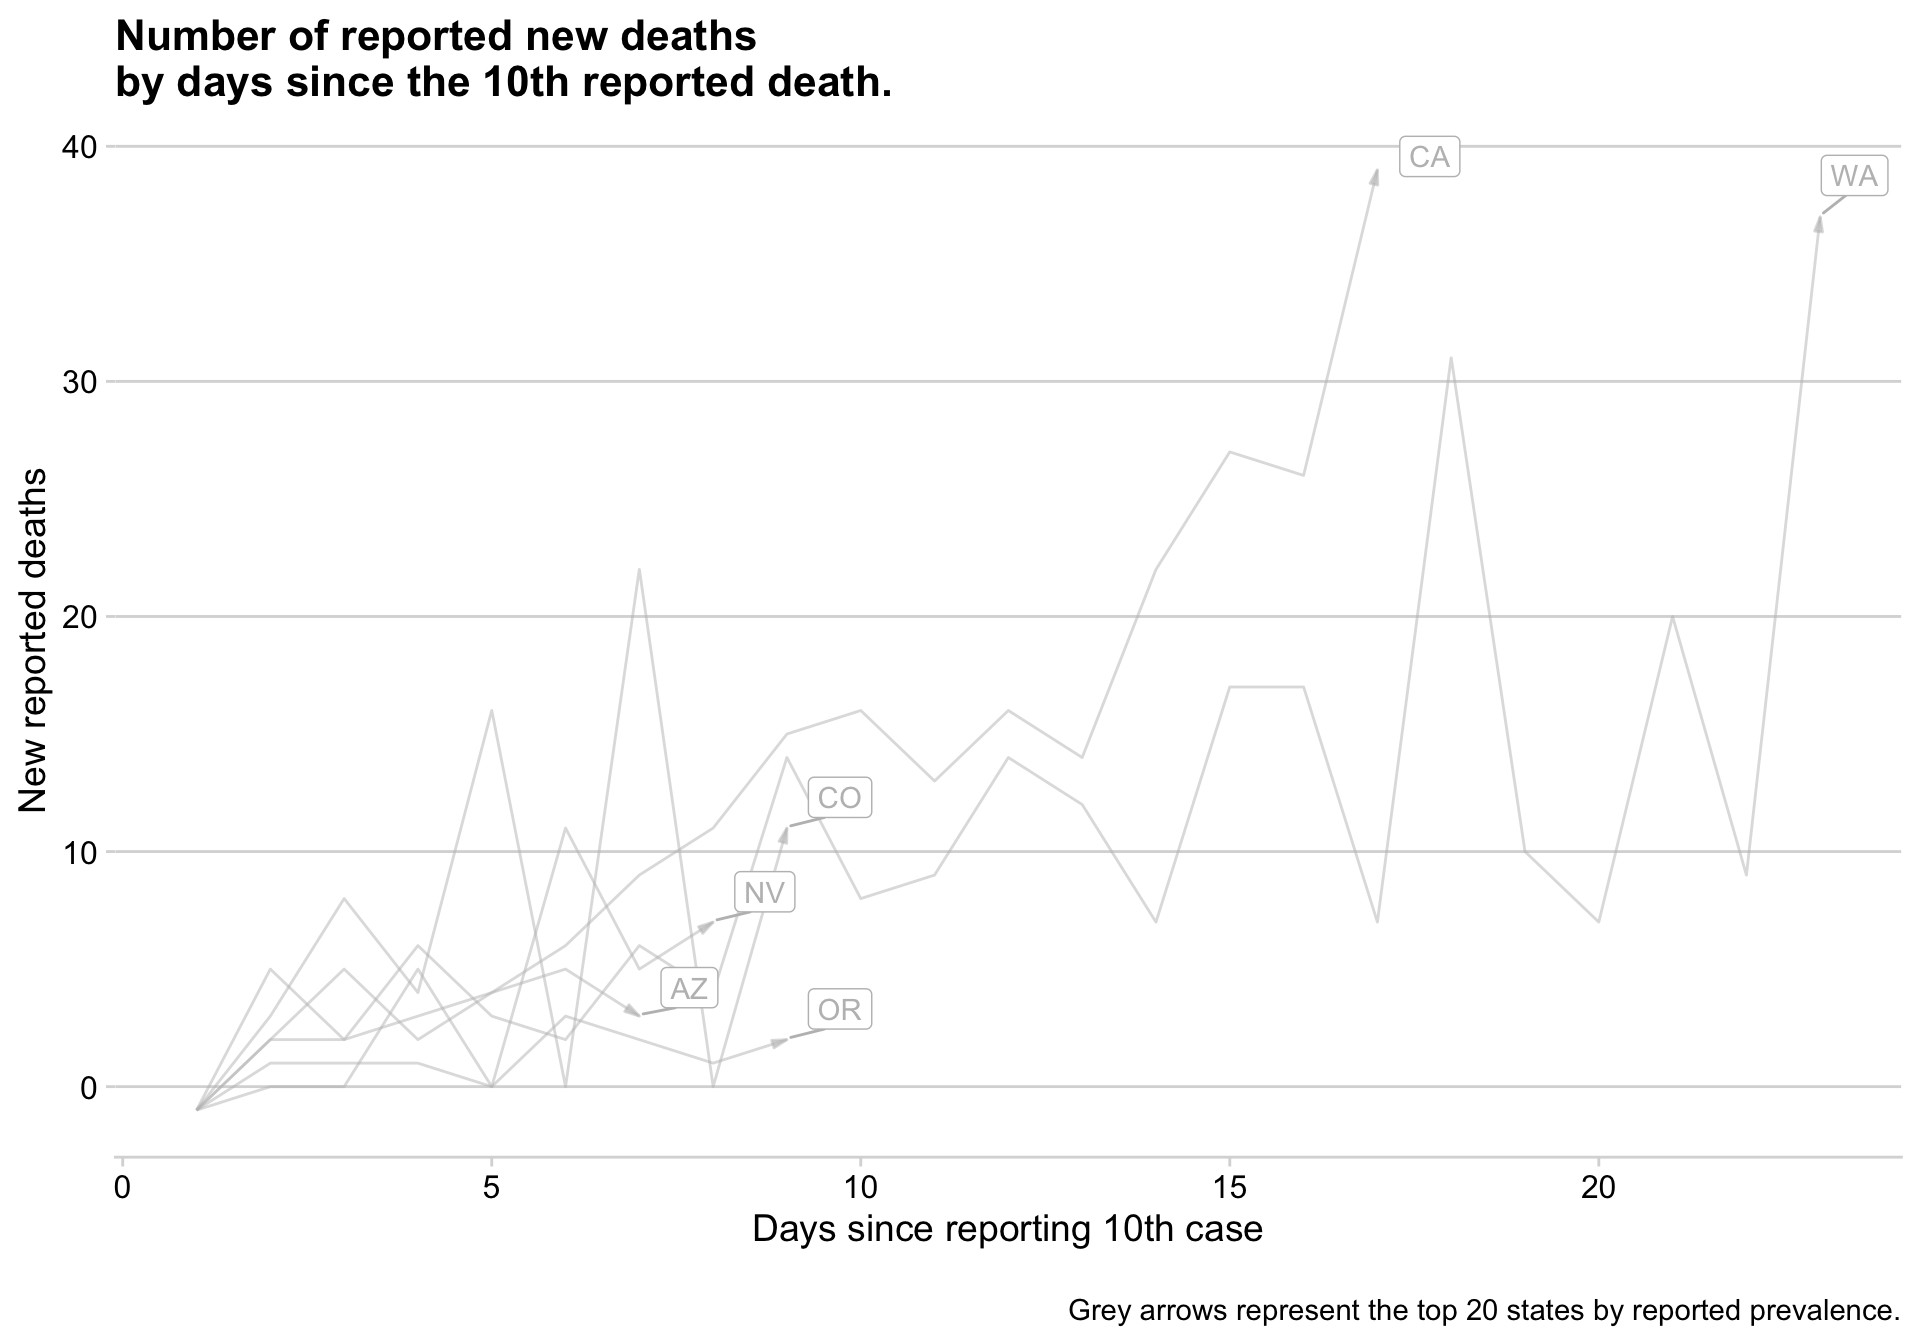 Number of reported new deaths
by days since the 10th reported death.
40
30
20
10
0
New reported deaths
CA
WA
CO
NV
AZ
OR
0 5 10 15 20
Days since reporting 10th case
Grey arrows represent the top 20 states by reported prevalence.